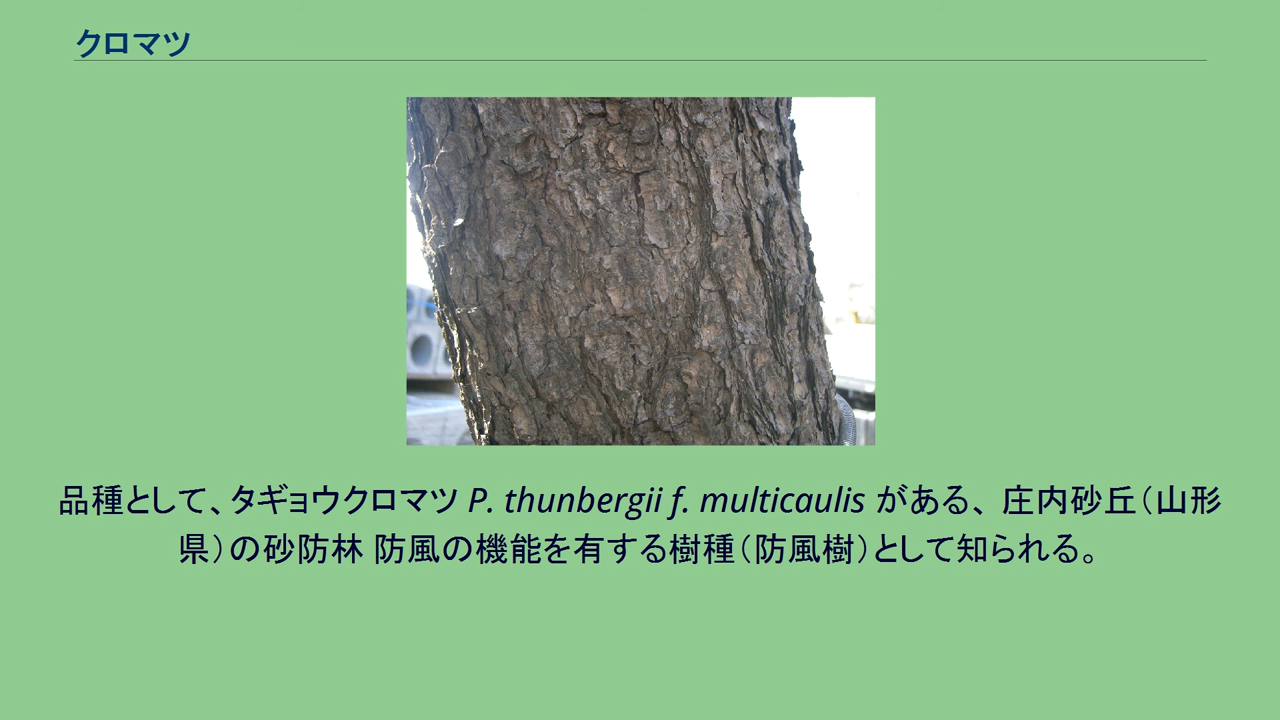 クロマツ
品種として、タギョウクロマツ P. thunbergii f. multicaulis がある、 庄内砂丘（山形
県）の砂防林 防風の機能を有する樹種（防風樹）として知られる。